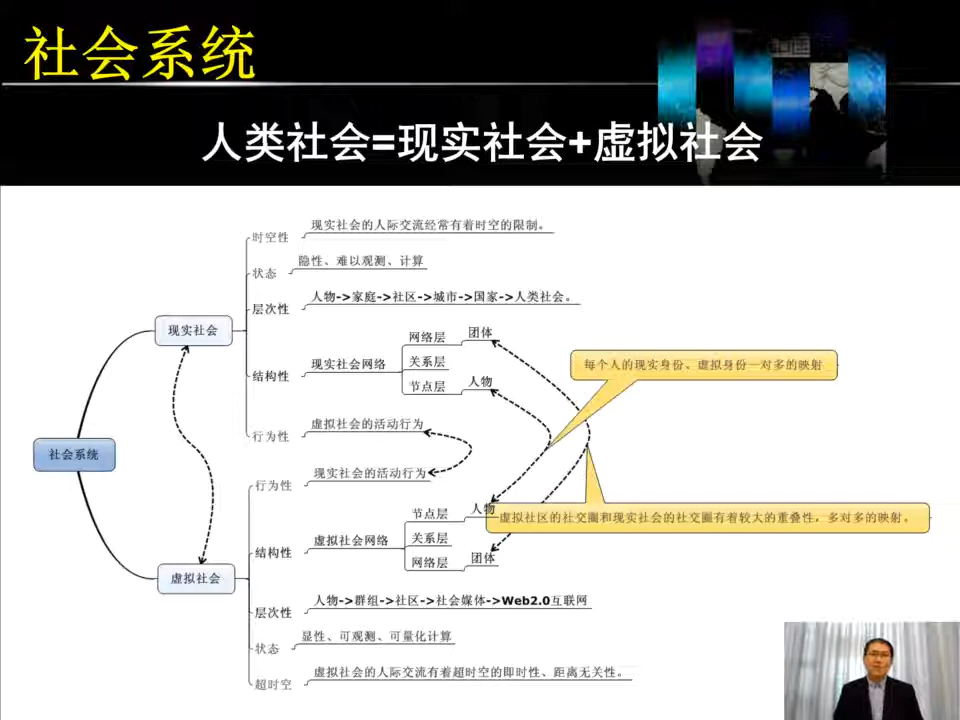 社会系统
人类社会=现实社会+虚拟社会
时空性
现实社会的人际交流经常有着时空的限制。
状态
隐性、难以观测、计算
层次性
人物->家庭->社区->城市->国家->人类社会。
现实社会
结构性
现实社会网络
网络层
团体
关系层
节点层
人物
每个人的现实身份、虚拟身份一对多的映射
行为性
虚拟社会的活动行为
社会系统
行为性
现实社会的活动行为
结构性
虚拟社会网络
节点层
人物
虚拟社区的社交圈和现实社会的社交圈有着较大的重叠性，多对多的映射。
关系层
网络层
团体
虚拟社会
层次性
人物->群组->社区->社会媒体->Web2.0互联网
状态
显性、可观测、可量化计算
超时空
虚拟社会的人际交流有着超时空的即时性、距离无关性。